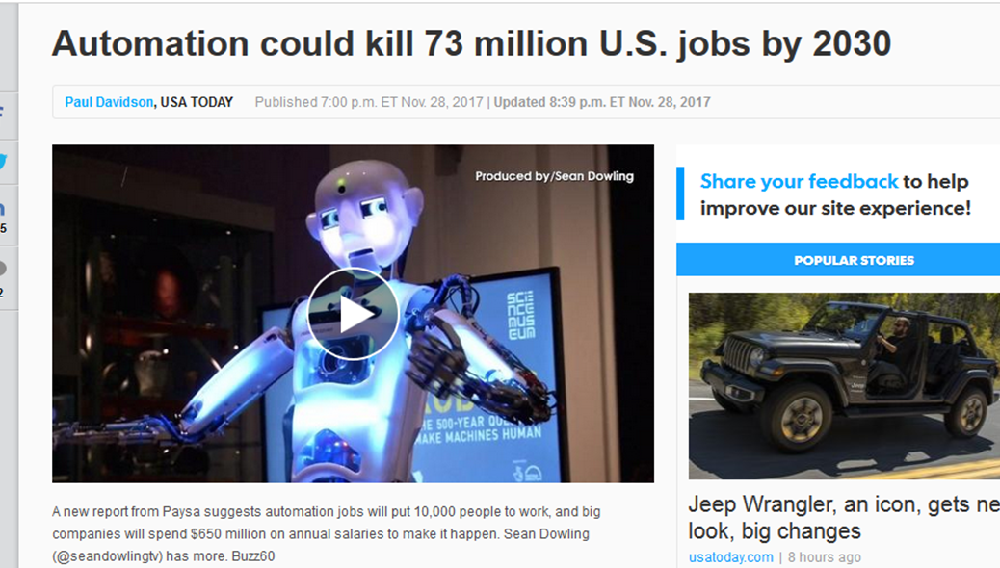 Automation could kill 73 million U.S. jobs by 2030
Paul Davidson, USA TODAY Published 7:00 p.m. ET Nov. 28, 2017 | Updated 8:39 p.m. ET Nov. 28, 2017
5
2
Produced by/Sean Dowling
SCIE
NCE
MUS
EUM
THE 500-YEAR
MAKE MACHINES HUMAN
A new report from Paysa suggests automation jobs will put 10,000 people to work, and big
companies will spend $650 million on annual salaries to make it happen. Sean Dowling
(@seandowlingtv) has more. Buzz60
Share your feedback to help
improve our site experience!
POPULAR STORIES
Jeep
Jeep Wrangler, an icon, gets ne
look, big changes
usatoday.com | 8 hours ago